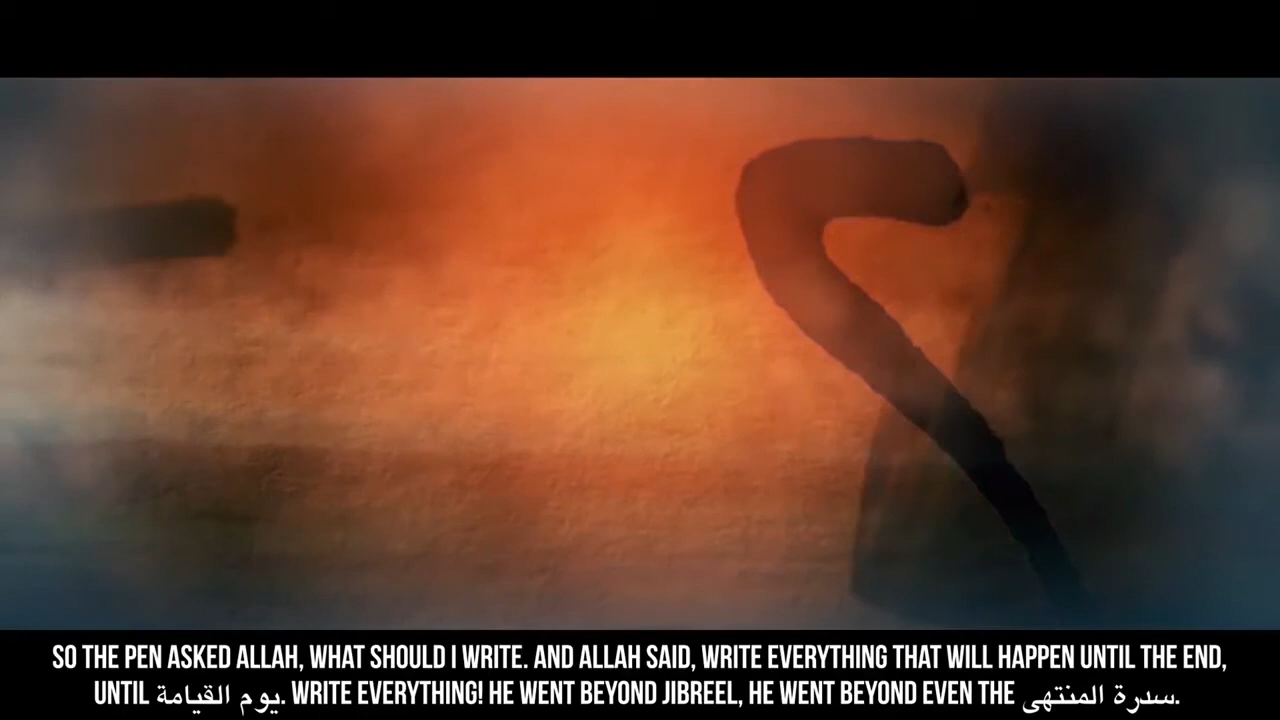 SO THE PEN ASKED ALLAH, WHAT SHOULD I WRITE. AND ALLAH SAID, WRITE EVERYTHING THAT WILL HAPPEN UNTIL THE END,
UNTIL يوم القيامة. WRITE EVERYTHING! HE WENT BEYOND JIBREEL, HE WENT BEYOND EVEN THE سدرة المنتهى.